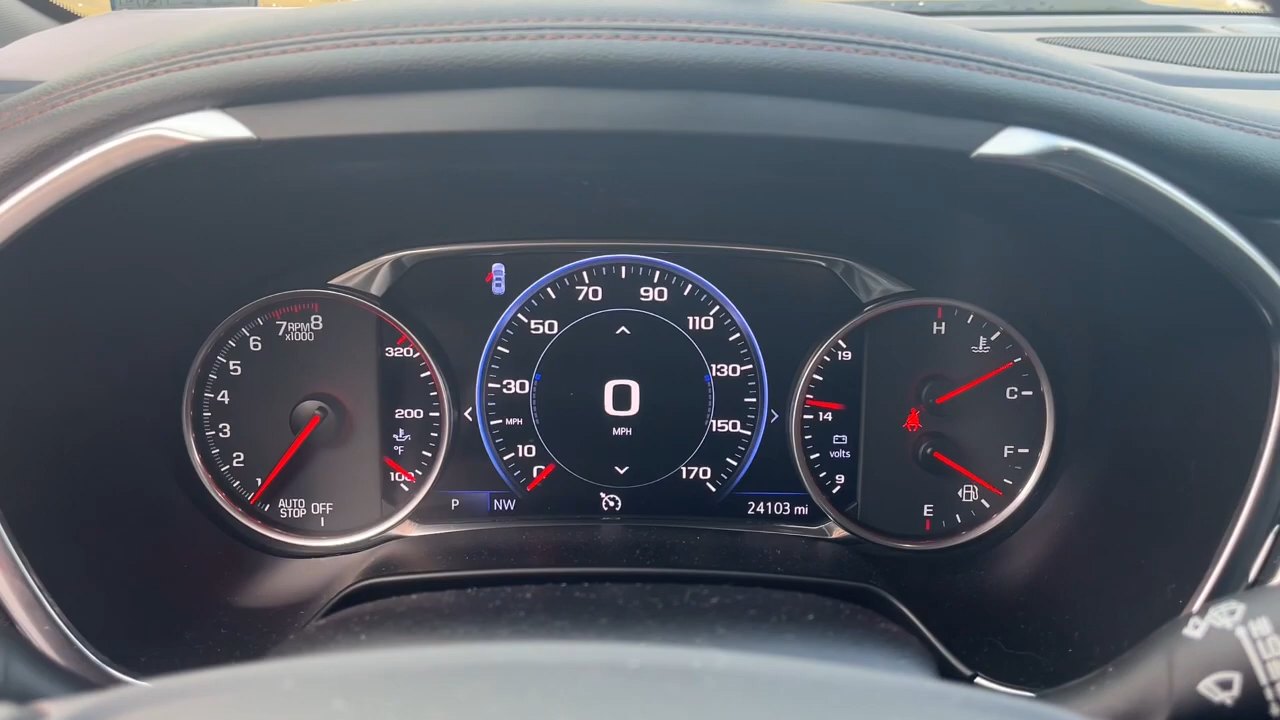 7 RPM 8
x1000
6
5
4
3
2
1
AUTO
STOP OFF
320
200
°F
100
70 90
50 110
30 130
MPH 150
10 170
0
0
MPH
P NW
24103 mi
19
14
volts
9
H
C
F
E